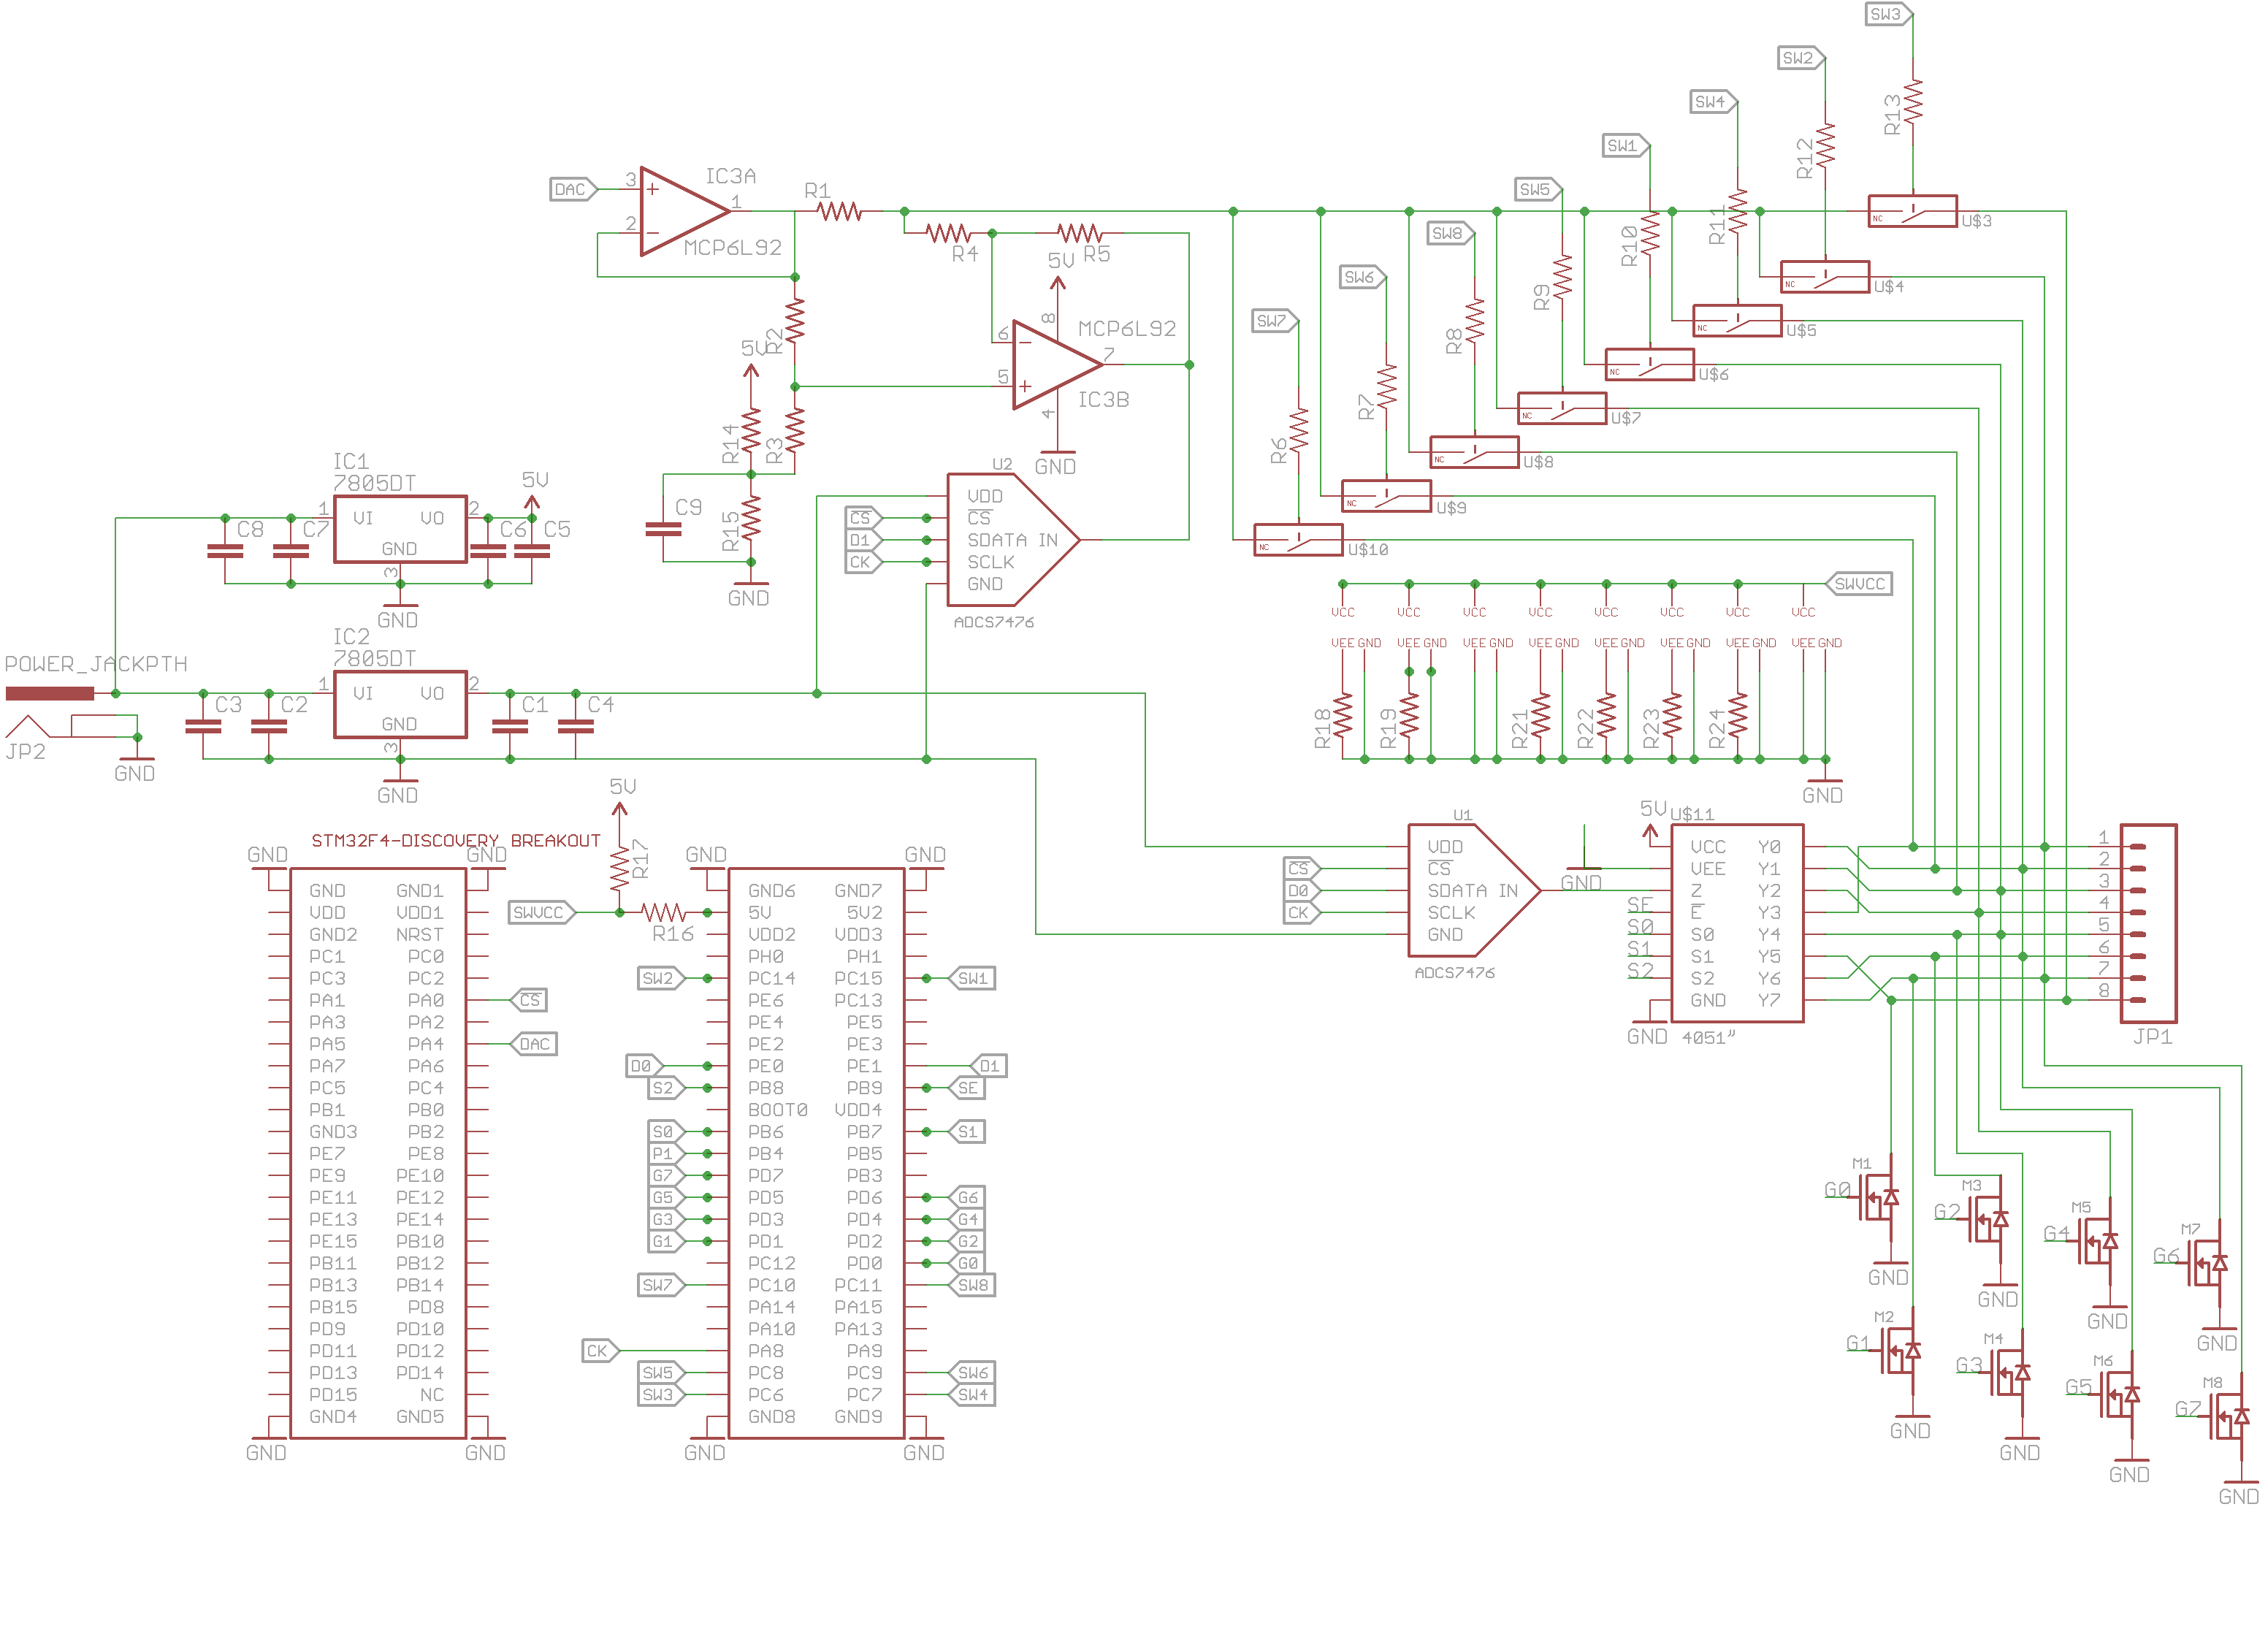 SW3
SW2
R13
SW4
R12
SW1
DAC
3
IC3A
1
R1
2
MCP6L92
SW5
R11
NC
U$3
SW8
R10
R4
R5
5V
SW6
R9
NC
U$4
SW7
R8
NC
U$5
8
MCP6L92
6
7
5
IC3B
4
GND
R2
5V
R14
R3
R7
NC
U$6
R6
NC
U$7
NC
U$8
NC
U$9
NC
U$10
IC1
7805DT
5V
1
VI
VO
2
GND
3
C8
C7
C6
C5
GND
C9
R15
GND
U2
VDD
CS
SDATA IN
SCLK
GND
CS
D1
CK
ADCS7476
SWVCC
VCC VCC VCC VCC VCC VCC VCC VCC
VEE GND VEE GND VEE GND VEE GND VEE GND VEE GND VEE GND VEE GND
R18 R19 R21 R22 R23 R24
GND
POWER_JACKPTH
JP2
GND
IC2
7805DT
1
VI
VO
2
GND
3
C3
C2
C1
C4
GND
5V
R17
SWVCC
R16
STM32F4-DISCOVERY BREAKOUT
GND GND
GND GND1
VDD VDD1
GND2 NRST
PC1 PC0
PC3 PC2
PA1 PA0 CS
PA3 PA2
PA5 PA4 DAC
PA7 PA6
PC5 PC4
PB1 PB0
GND3 PB2
PE7 PE8
PE9 PE10
PE11 PE12
PE13 PE14
PE15 PB10
PB11 PB12
PB13 PB14
PB15 PD8
PD9 PD10
PD11 PD12
PD13 PD14
PD15 NC
GND4 GND5
GND GND
GND GND
GND6 GND7
5V 5V2
VDD2 VDD3
PH0 PH1
SW2 PC14 PC15 SW1
PE6 PC13
PE4 PE5
PE2 PE3
D0 PE0 PE1 D1
S2 PB8 PB9 SE
BOOT0 VDD4
S0 PB6 PB7 S1
P1 PB4 PB5
G7 PD7 PB3
G5 PD5 PD6 G6
G3 PD3 PD4 G4
G1 PD1 PD2 G2
PC12 PD0 G0
SW7 PC10 PC11 SW8
PA14 PA15
PA10 PA13
CK PA8 PA9
SW5 PC8 PC9 SW6
SW3 PC6 PC7 SW4
GND8 GND9
GND GND
U1
VDD
CS
SDATA IN
SCLK
GND
CS
D0
CK
ADCS7476
GND
5V
U$11
VCC Y0
VEE Y1
Z Y2
SE E Y3
S0 S0 Y4
S1 S1 Y5
S2 S2 Y6
GND Y7
GND
4051"
1
2
3
4
5
6
7
8
JP1
M1
G0
GND
M3
G2
GND
M5
G4
GND
M7
G6
GND
M2
G1
GND
M4
G3
GND
M6
G5
GND
M8
G7
GND